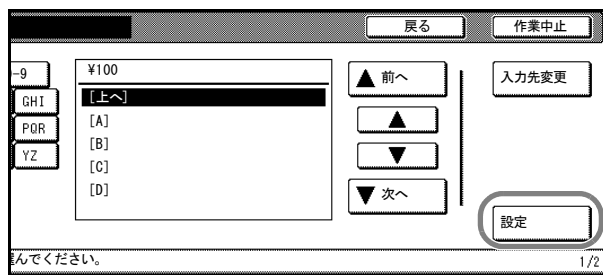 戻る 作業中止
-9 ¥100 前へ 入力先変更
GHI [上へ]
PQR [A]
[B]
YZ [C]
[D] 次へ
設定
んでください。 1/2